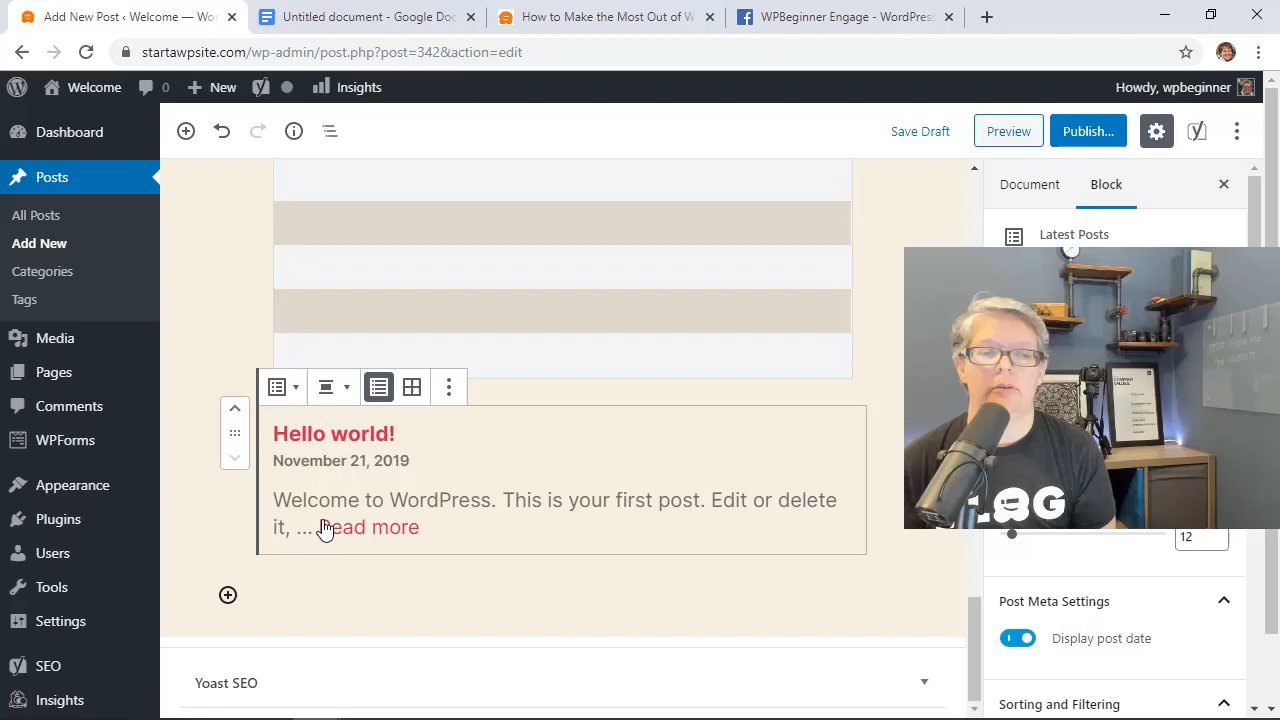 Add New Post ‹ Welcome — Wor
Untitled document - Google Doc
How to Make the Most Out of W
WPBeginner Engage - WordPress
startawpsite.com/wp-admin/post.php?post=342&action=edit
Welcome
0
New
Insights
Howdy, wpbeginner
Dashboard
Posts
All Posts
Add New
Categories
Tags
Media
Pages
Comments
WPForms
Appearance
Plugins
Users
Tools
Settings
SEO
Insights
Save Draft
Preview
Publish...
Document
Block
Latest Posts
Hello world!
November 21, 2019
Welcome to WordPress. This is your first post. Edit or delete
it, … Read more
12
Post Meta Settings
Display post date
Sorting and Filtering
Yoast SEO